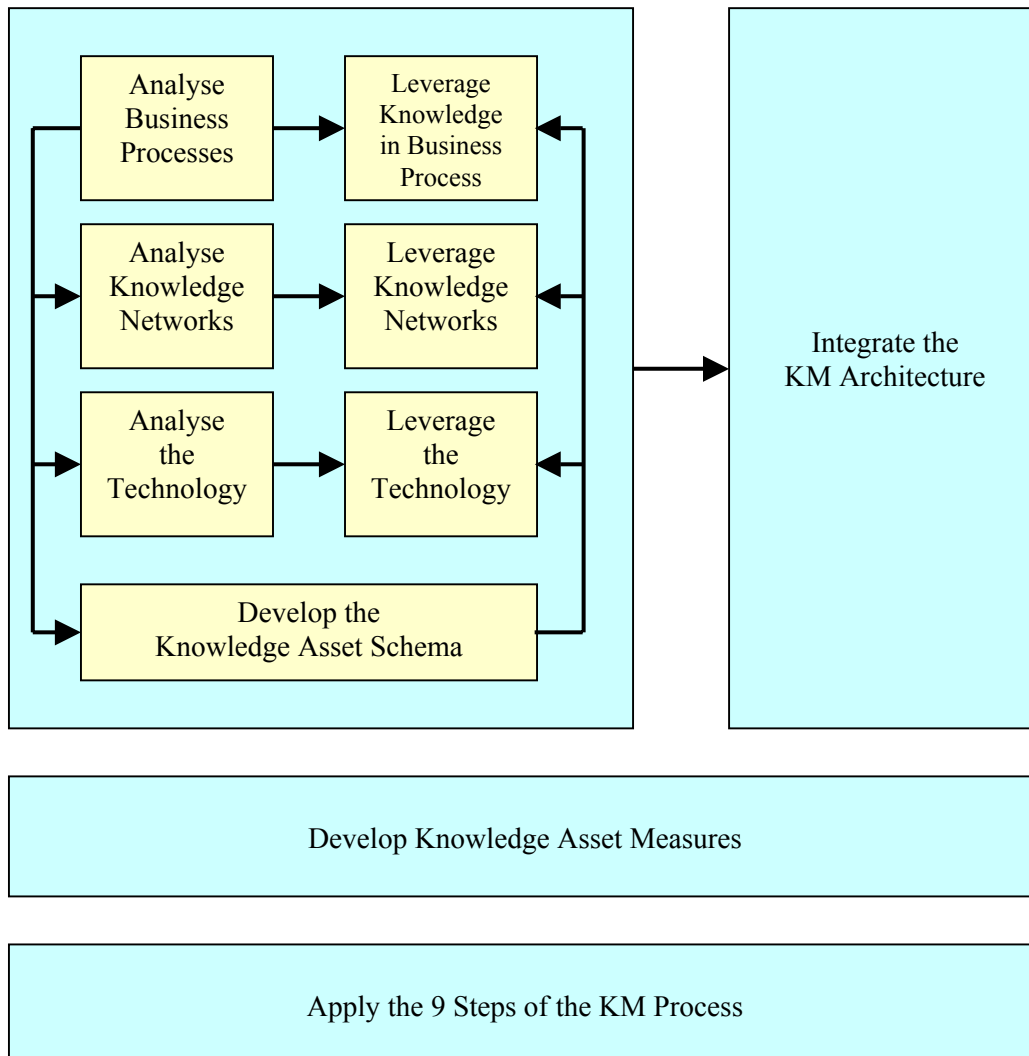 Analyse
Business
Processes
Leverage
Knowledge
in Business
Process
Analyse
Knowledge
Networks
Leverage
Knowledge
Networks
Analyse
the
Technology
Leverage
the
Technology
Develop the
Knowledge Asset Schema
Integrate the
KM Architecture
Develop Knowledge Asset Measures
Apply the 9 Steps of the KM Process